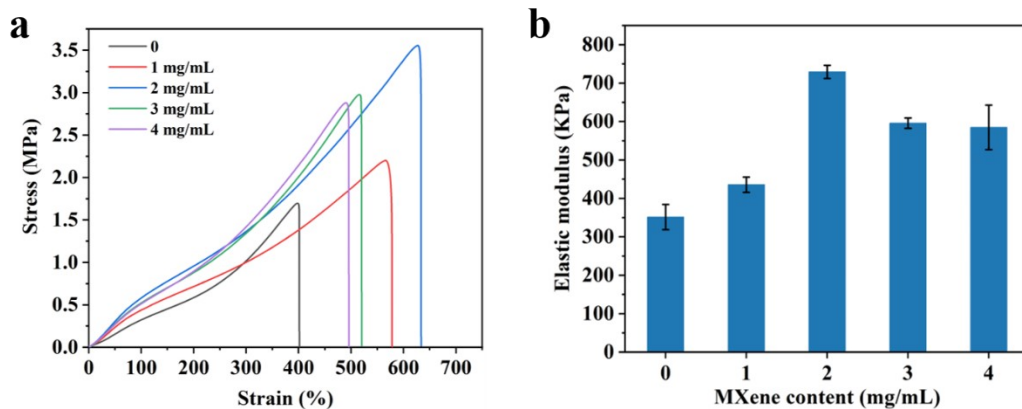 a
0
1 mg/mL
2 mg/mL
3 mg/mL
4 mg/mL
Stress (MPa)
3.5
3.0
2.5
2.0
1.5
1.0
0.5
0.0
0 100 200 300 400 500 600 700
Strain (%)
b
Elastic modulus (KPa)
800
700
600
500
400
300
200
100
0
0 1 2 3 4
MXene content (mg/mL)